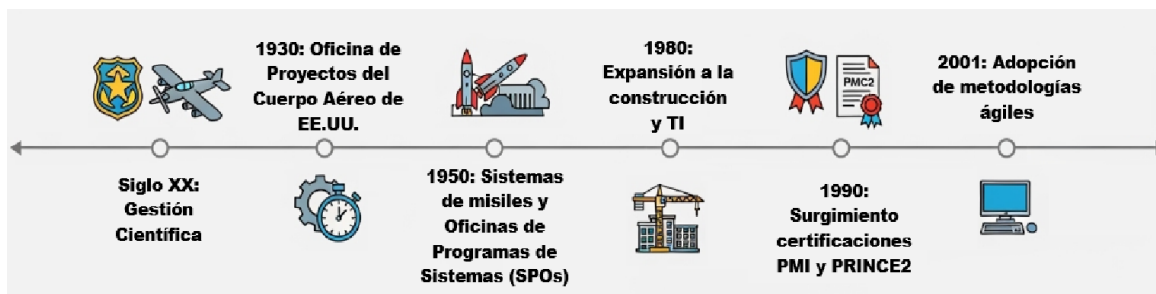 Siglo XX:
Gestión
Científica
1930: Oficina de
Proyectos del
Cuerpo Aéreo de
EE.UU.
1950: Sistemas
de misiles y
Oficinas de
Programas de
Sistemas (SPOs)
1980:
Expansión a la
construcción
y TI
PMC2
1990:
Surgimiento
certificaciones
PMI y PRINCE2
2001: Adopción
de metodologías
ágiles